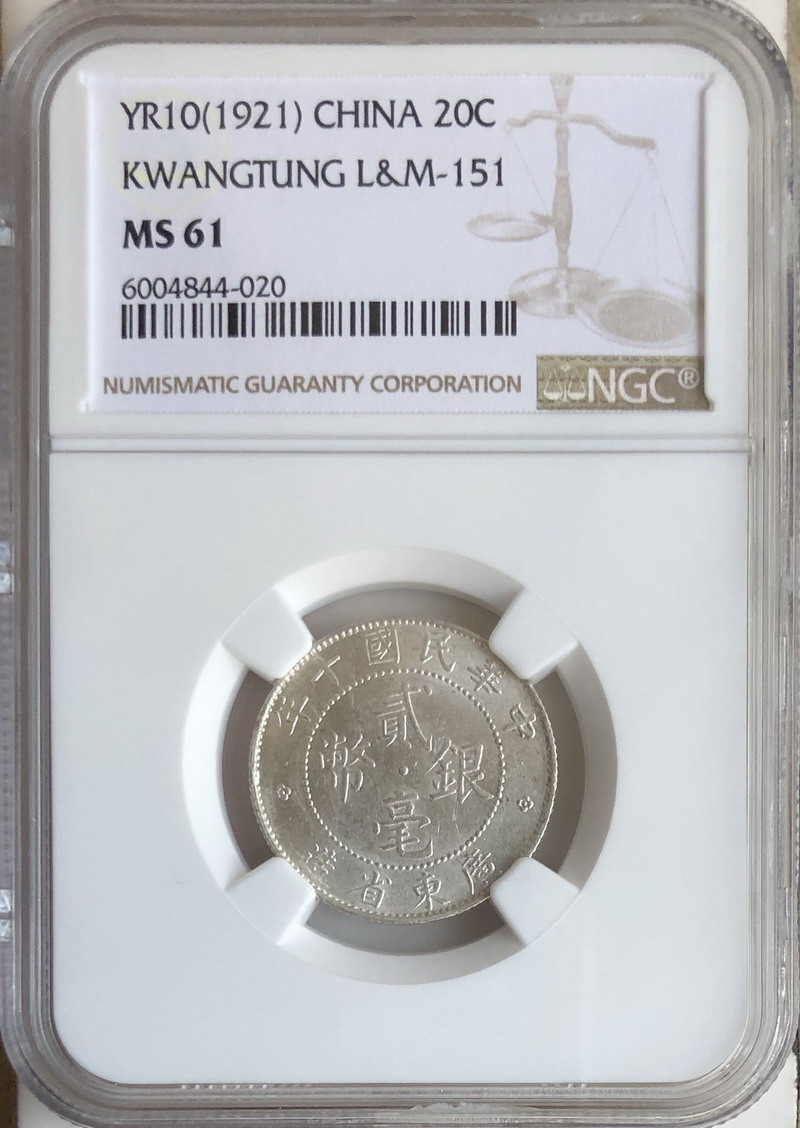 YR10(1921) CHINA 20C
KWANGTUNG L&M-151
MS 61
6004844-020
NUMISMATIC GUARANTY CORPORATION
NGC®
年十國民華中
貳
幣銀
毫
造省東廣